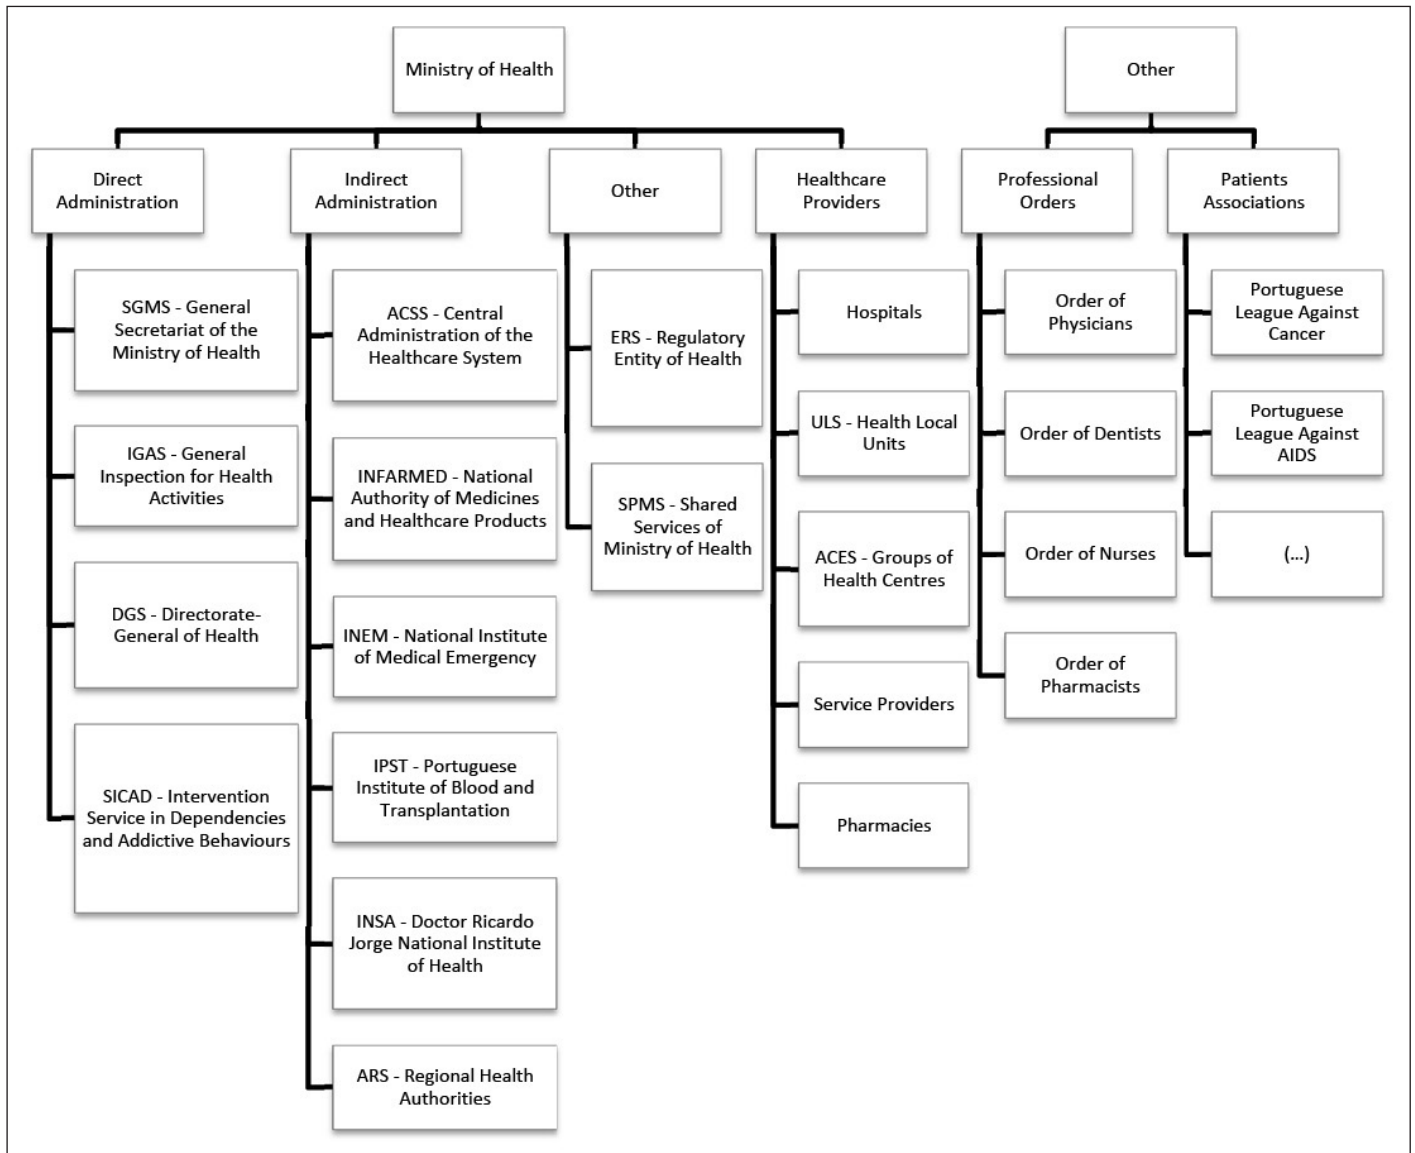 Ministry of Health
Other
Direct
Administration
Indirect
Administration
Other
Healthcare
Providers
Professional
Orders
Patients
Associations
SGMS - General
Secretariat of the
Ministry of Health
IGAS - General
Inspection for Health
Activities
DGS - Directorate-
General of Health
SICAD - Intervention
Service in Dependencies
and Addictive Behaviours
ACSS - Central
Administration of the
Healthcare System
INFARMED - National
Authority of Medicines
and Healthcare Products
INEM - National Institute
of Medical Emergency
IPST - Portuguese
Institute of Blood and
Transplantation
INSA - Doctor Ricardo
Jorge National Institute
of Health
ARS - Regional Health
Authorities
ERS - Regulatory
Entity of Health
SPMS - Shared
Services of
Ministry of Health
Hospitals
ULS - Health Local
Units
ACES - Groups of
Health Centres
Service Providers
Pharmacies
Order of
Physicians
Order of Dentists
Order of Nurses
Order of
Pharmacists
Portuguese
League Against
Cancer
Portuguese
League Against
AIDS
(...)